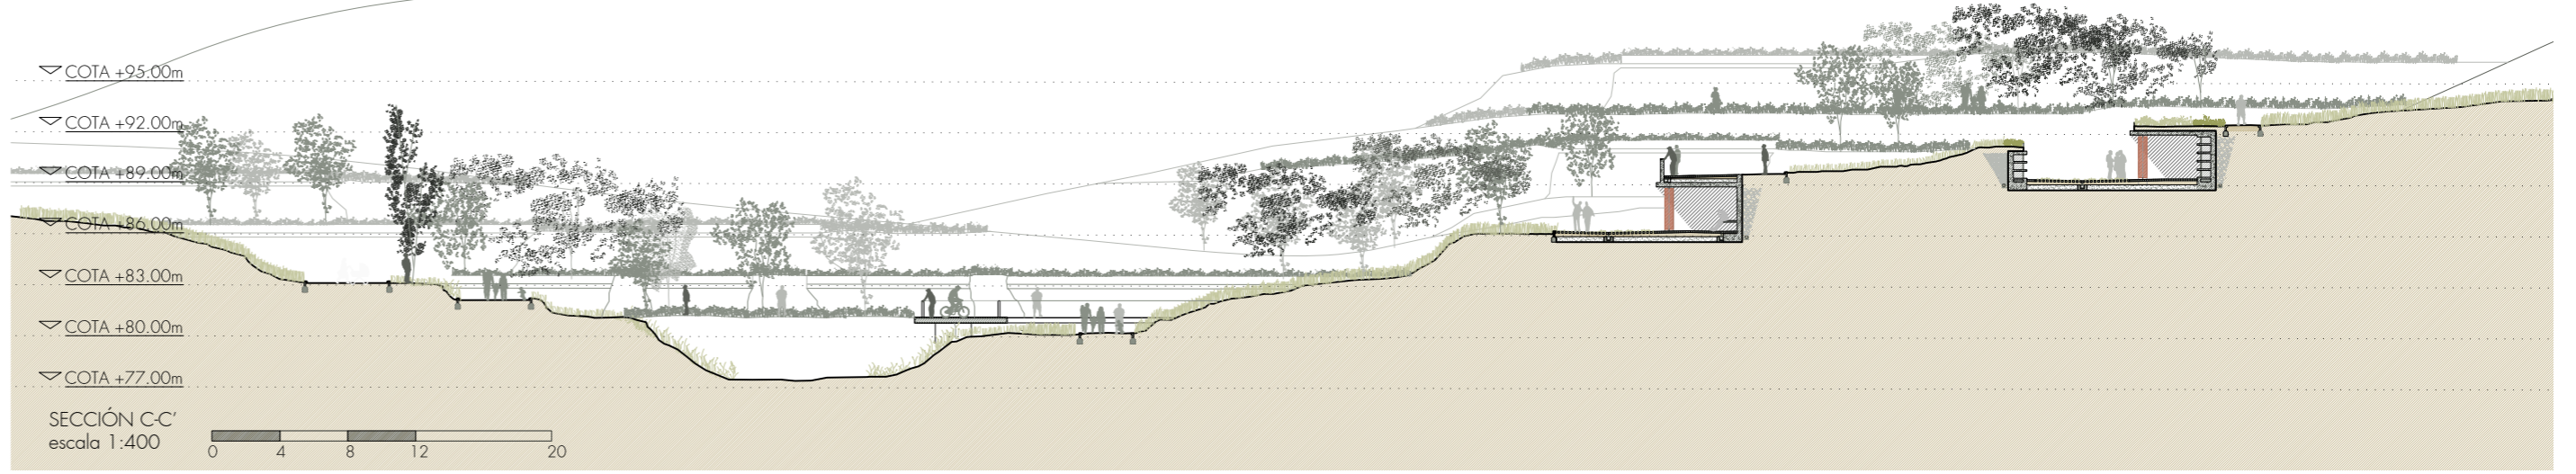 COTA +95.00m
COTA +92.00m
COTA +89.00m
COTA +86.00m
COTA +83.00m
COTA +80.00m
COTA +77.00m
SECCIÓN C-C'
escala 1:400
0 4 8 12 20